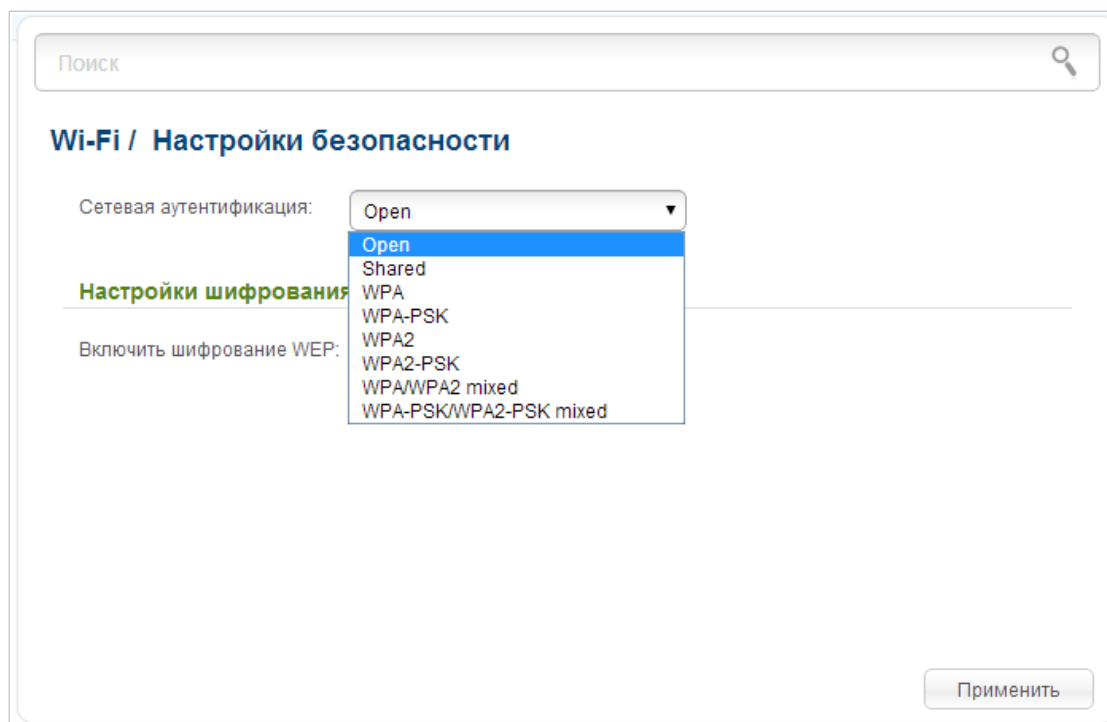 Поиск
Wi-Fi / Настройки безопасности
Сетевая аутентификация:
Open
Open
Shared
Настройки шифрования
WPA
WPA-PSK
WPA2
Включить шифрование WEP:
WPA2-PSK
WPA/WPA2 mixed
WPA-PSK/WPA2-PSK mixed
Применить